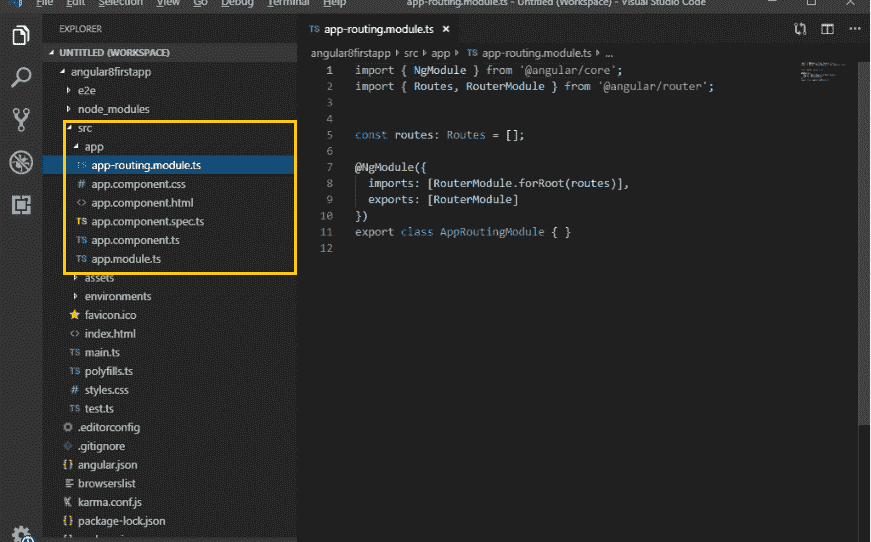 File Edit Selection View Go Debug Terminal Help app-routing.module.ts - Untitled (Workspace) - Visual Studio Code
EXPLORER
UNTITLED (WORKSPACE)
angular8firstapp
e2e
node_modules
src
app
TS app-routing.module.ts
# app.component.css
<> app.component.html
TS app.component.spec.ts
TS app.component.ts
TS app.module.ts
assets
environments
favicon.ico
<> index.html
TS main.ts
TS polyfills.ts
# styles.css
TS test.ts
.editorconfig
.gitignore
{} angular.json
browserslist
K karma.conf.js
{} package-lock.json
TS app-routing.module.ts ×
angular8firstapp › src › app › TS app-routing.module.ts › ...
1 import { NgModule } from '@angular/core';
2 import { Routes, RouterModule } from '@angular/router';
3
4
5 const routes: Routes = [];
6
7 @NgModule({
8 imports: [RouterModule.forRoot(routes)],
9 exports: [RouterModule]
10 })
11 export class AppRoutingModule { }
12